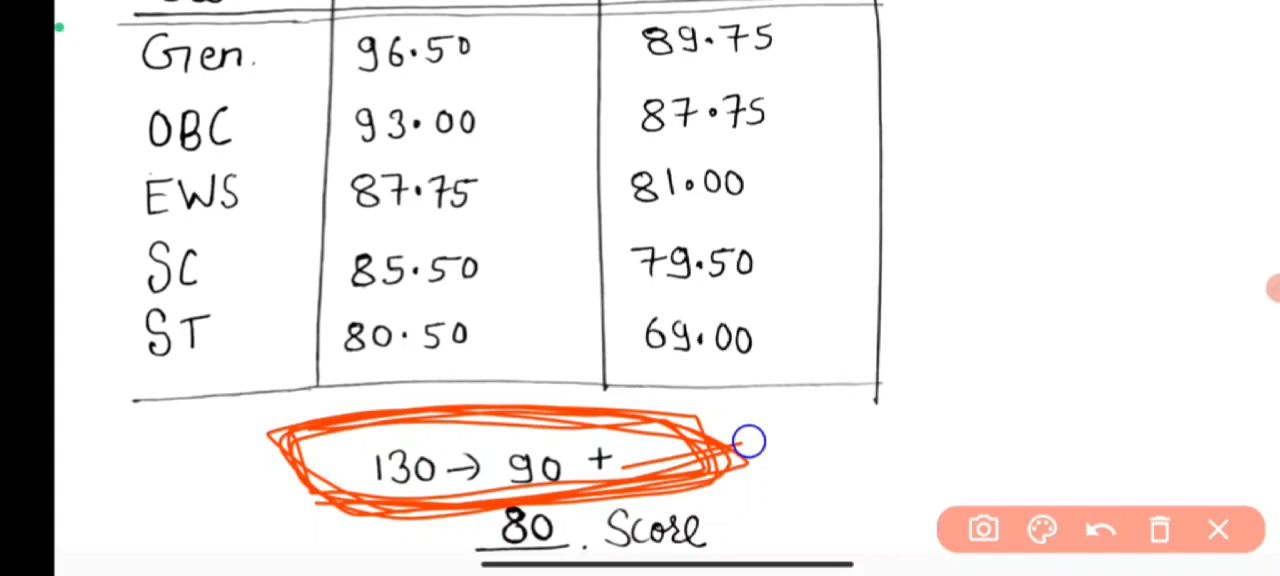 Gen. 96.50 89.75
OBC 93.00 87.75
EWS 87.75 81.00
SC 85.50 79.50
ST 80.50 69.00
130 → 90 +
80. Score